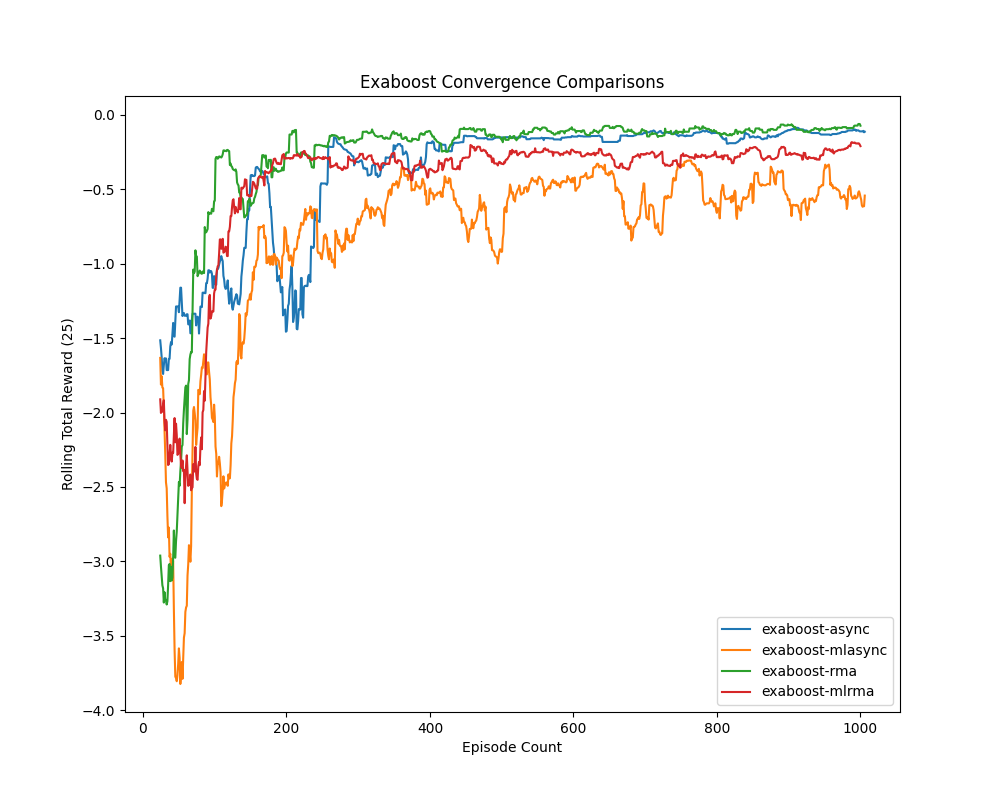 Exaboost Convergence Comparisons
0.0
−0.5
−1.0
−1.5
−2.0
−2.5
−3.0
−3.5
−4.0
Rolling Total Reward (25)
0 200 400 600 800 1000
Episode Count
exaboost-async
exaboost-mlasync
exaboost-rma
exaboost-mlrma